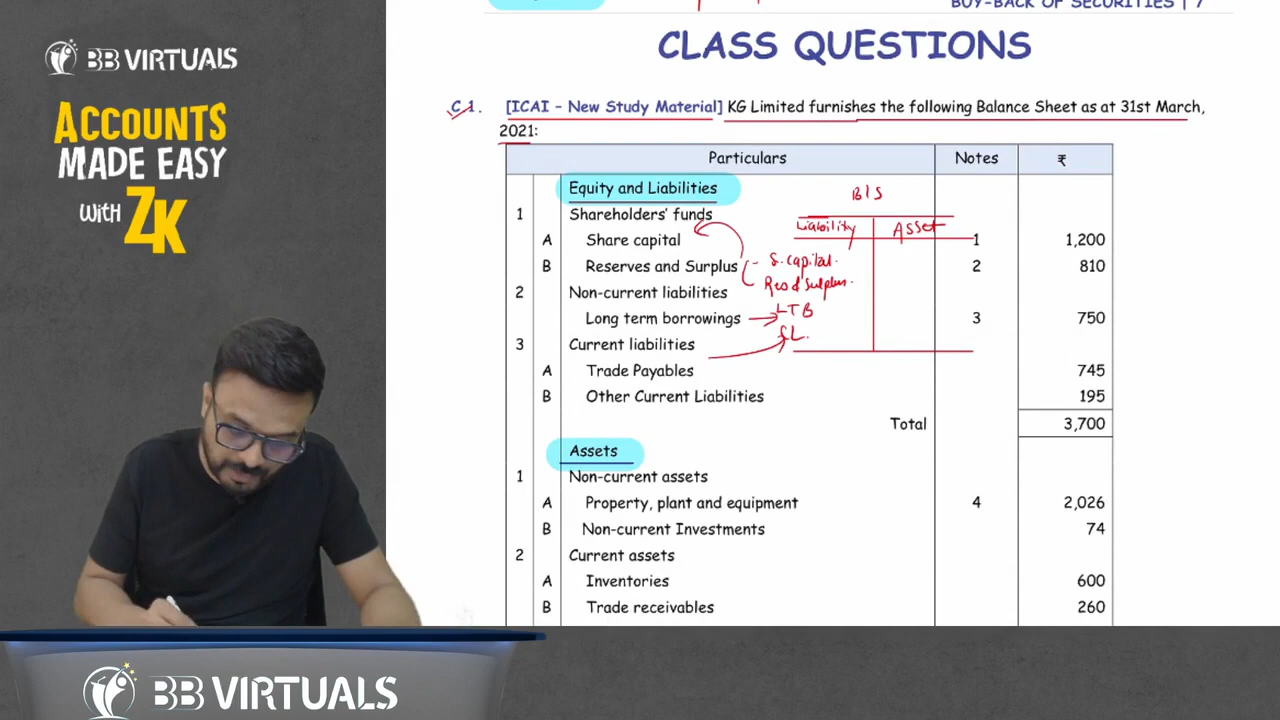 BUY-BACK OF SECURITIES | 7
BB VIRTUALS
ACCOUNTS
MADE EASY
WITH ZK
CLASS QUESTIONS
C 1. [ICAI – New Study Material] KG Limited furnishes the following Balance Sheet as at 31st March,
2021:
Particulars Notes ₹
Equity and Liabilities
1 Shareholders' funds
A Share capital 1 1,200
B Reserves and Surplus 2 810
2 Non-current liabilities
Long term borrowings 3 750
3 Current liabilities
A Trade Payables 745
B Other Current Liabilities 195
Total 3,700
Assets
1 Non-current assets
A Property, plant and equipment 4 2,026
B Non-current Investments 74
2 Current assets
A Inventories 600
B Trade receivables 260
B/S
Liability Asset
- S. capital.
Res & Surplus.
LTB
CL.
BB VIRTUALS